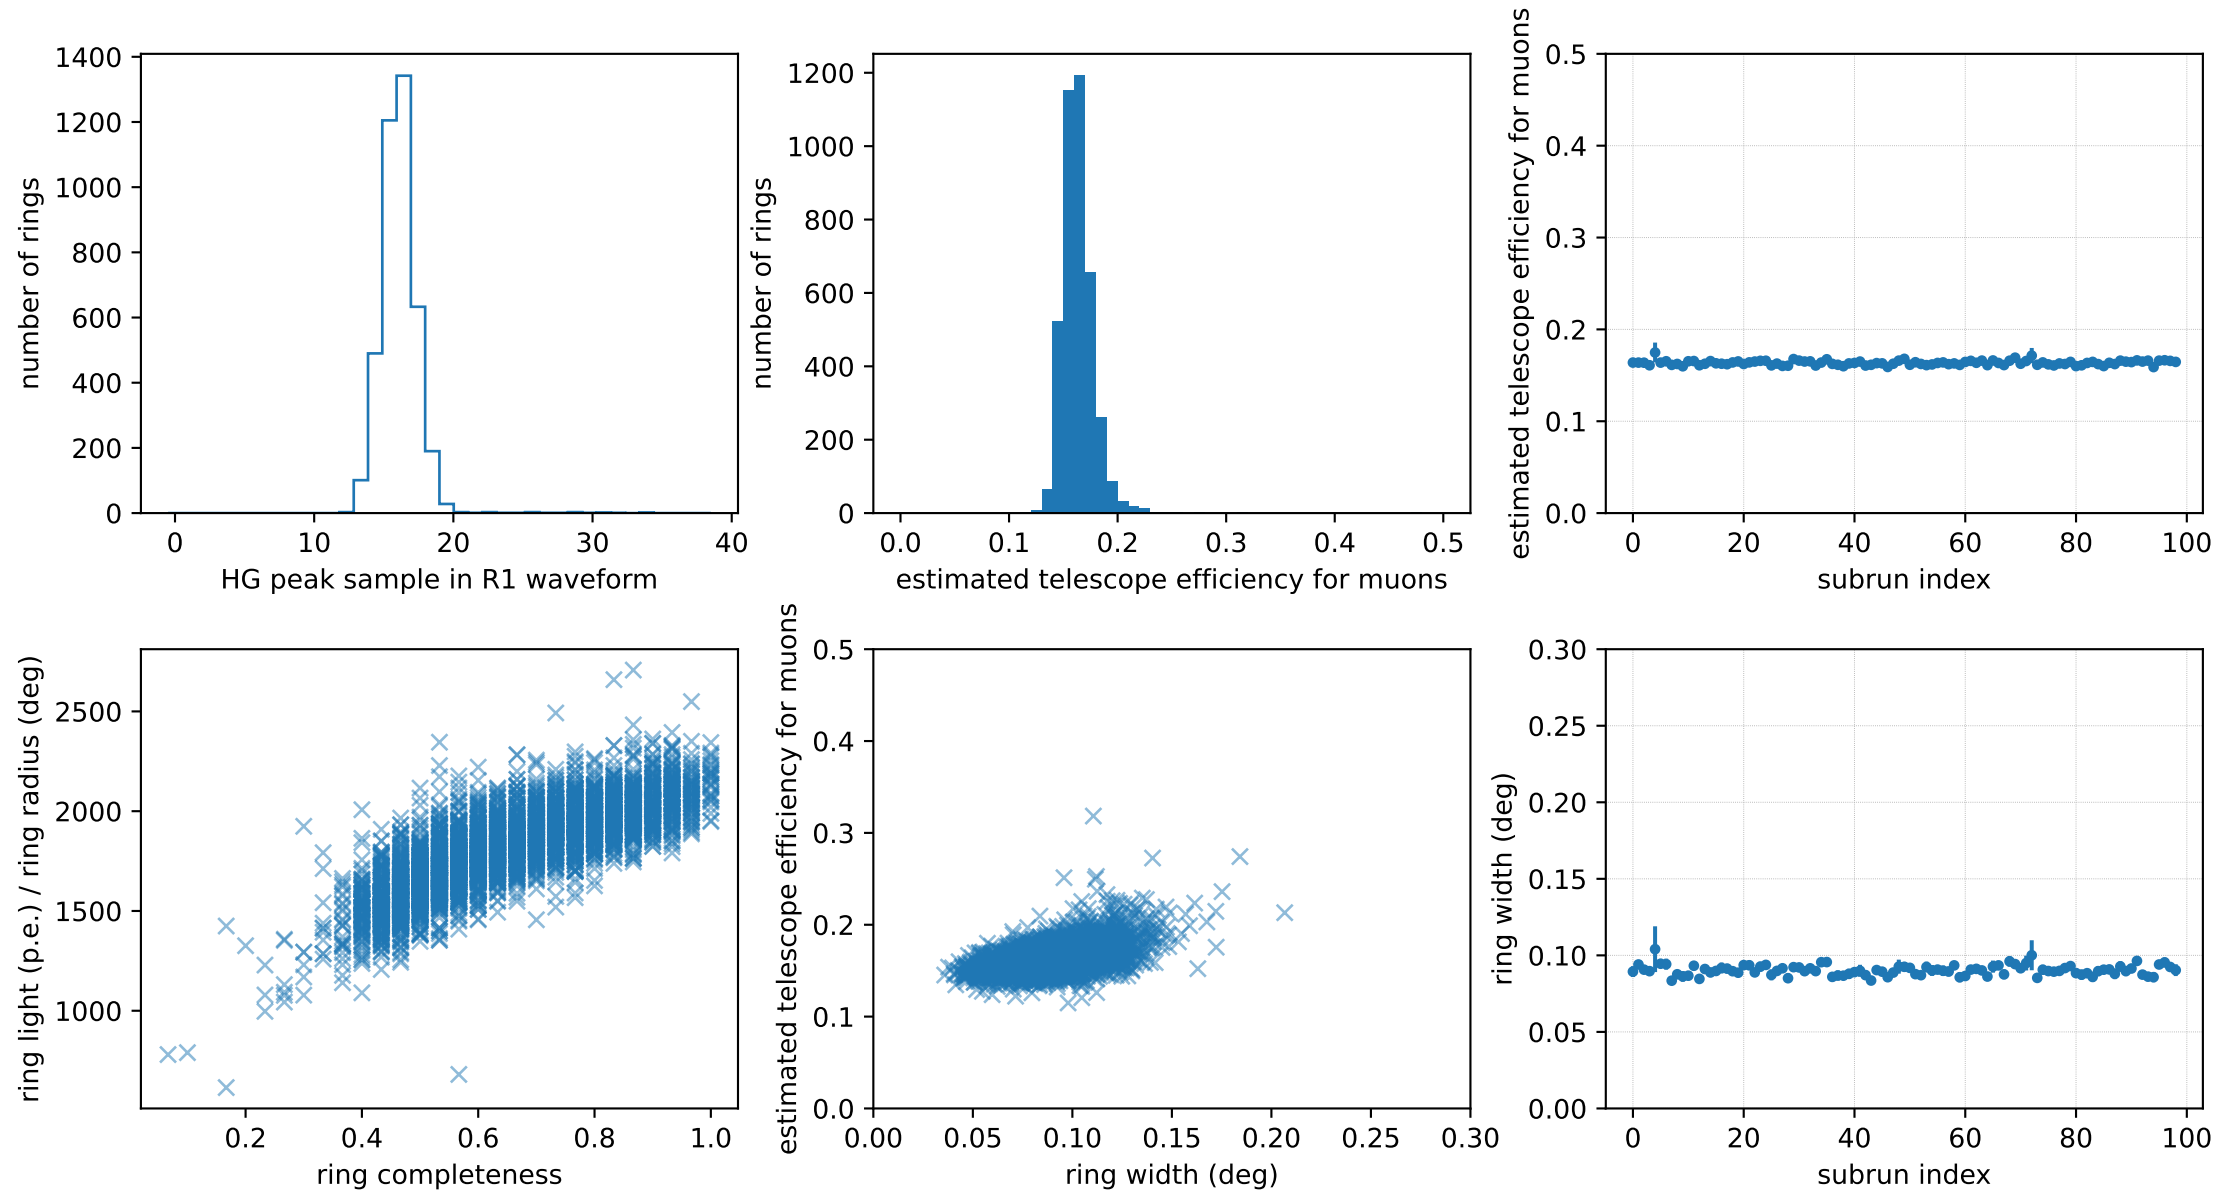 1400
1200
1000
800
600
400
200
0
number of rings
0 10 20 30 40
HG peak sample in R1 waveform
1200
1000
800
600
400
200
0
number of rings
0.0 0.1 0.2 0.3 0.4 0.5
estimated telescope efficiency for muons
0.5
0.4
0.3
0.2
0.1
0.0
estimated telescope efficiency for muons
0 20 40 60 80 100
subrun index
2500
2000
1500
1000
ring light (p.e.) / ring radius (deg)
0.2 0.4 0.6 0.8 1.0
ring completeness
0.5
0.4
0.3
0.2
0.1
0.0
estimated telescope efficiency for muons
0.00 0.05 0.10 0.15 0.20 0.25 0.30
ring width (deg)
0.30
0.25
0.20
0.15
0.10
0.05
0.00
ring width (deg)
0 20 40 60 80 100
subrun index